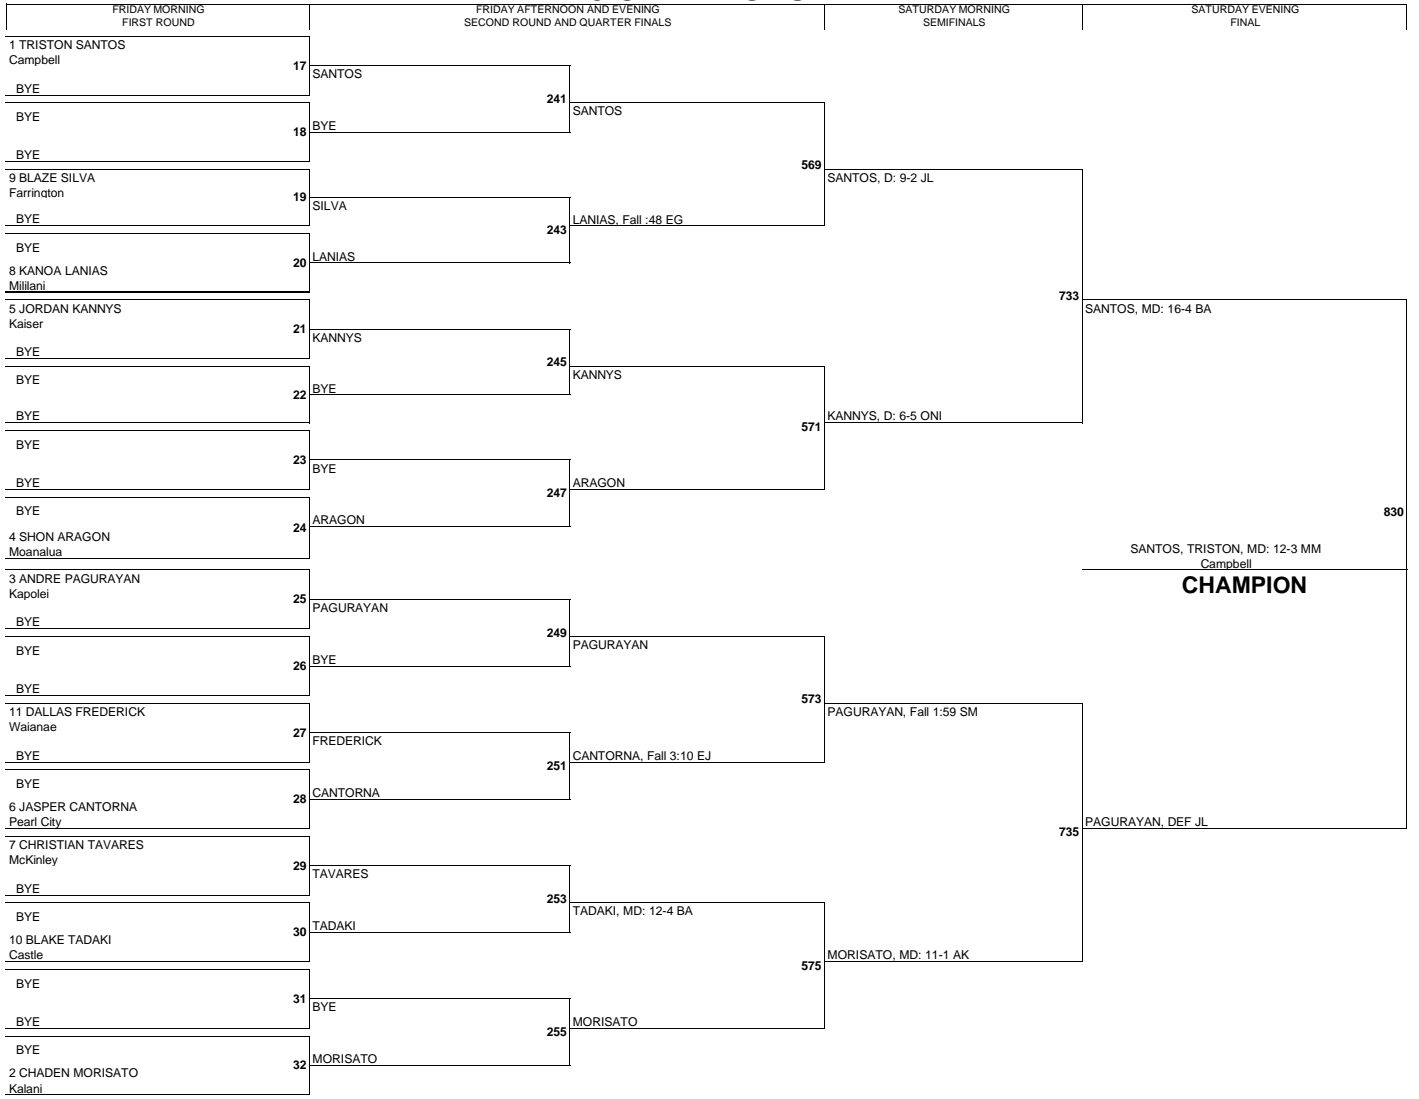 FRIDAY MORNING
FIRST ROUND
FRIDAY AFTERNOON AND EVENING
SECOND ROUND AND QUARTER FINALS
SATURDAY MORNING
SEMIFINALS
SATURDAY EVENING
FINAL
1 TRISTON SANTOS
Campbell
17
BYE
BYE
18
BYE
9 BLAZE SILVA
Farrington
19
BYE
BYE
20
8 KANOA LANIAS
Mililani
5 JORDAN KANNYS
Kaiser
21
BYE
BYE
22
BYE
BYE
23
BYE
BYE
24
4 SHON ARAGON
Moanalua
3 ANDRE PAGURAYAN
Kapolei
25
BYE
BYE
26
BYE
11 DALLAS FREDERICK
Waianae
27
BYE
BYE
28
6 JASPER CANTORNA
Pearl City
7 CHRISTIAN TAVARES
McKinley
29
BYE
BYE
30
10 BLAKE TADAKI
Castle
BYE
31
BYE
BYE
32
2 CHADEN MORISATO
Kalani
SANTOS
241
BYE
SILVA
243
LANIAS
KANNYS
245
BYE
BYE
247
ARAGON
PAGURAYAN
249
BYE
FREDERICK
251
CANTORNA
TAVARES
253
TADAKI
BYE
255
MORISATO
SANTOS
569
LANIAS, Fall :48 EG
KANNYS
571
ARAGON
PAGURAYAN
573
CANTORNA, Fall 3:10 EJ
TADAKI, MD: 12-4 BA
575
MORISATO
SANTOS, D: 9-2 JL
733
KANNYS, D: 6-5 ONI
PAGURAYAN, Fall 1:59 SM
735
MORISATO, MD: 11-1 AK
SANTOS, MD: 16-4 BA
830
SANTOS, TRISTON, MD: 12-3 MM
Campbell
CHAMPION
PAGURAYAN, DEF JL